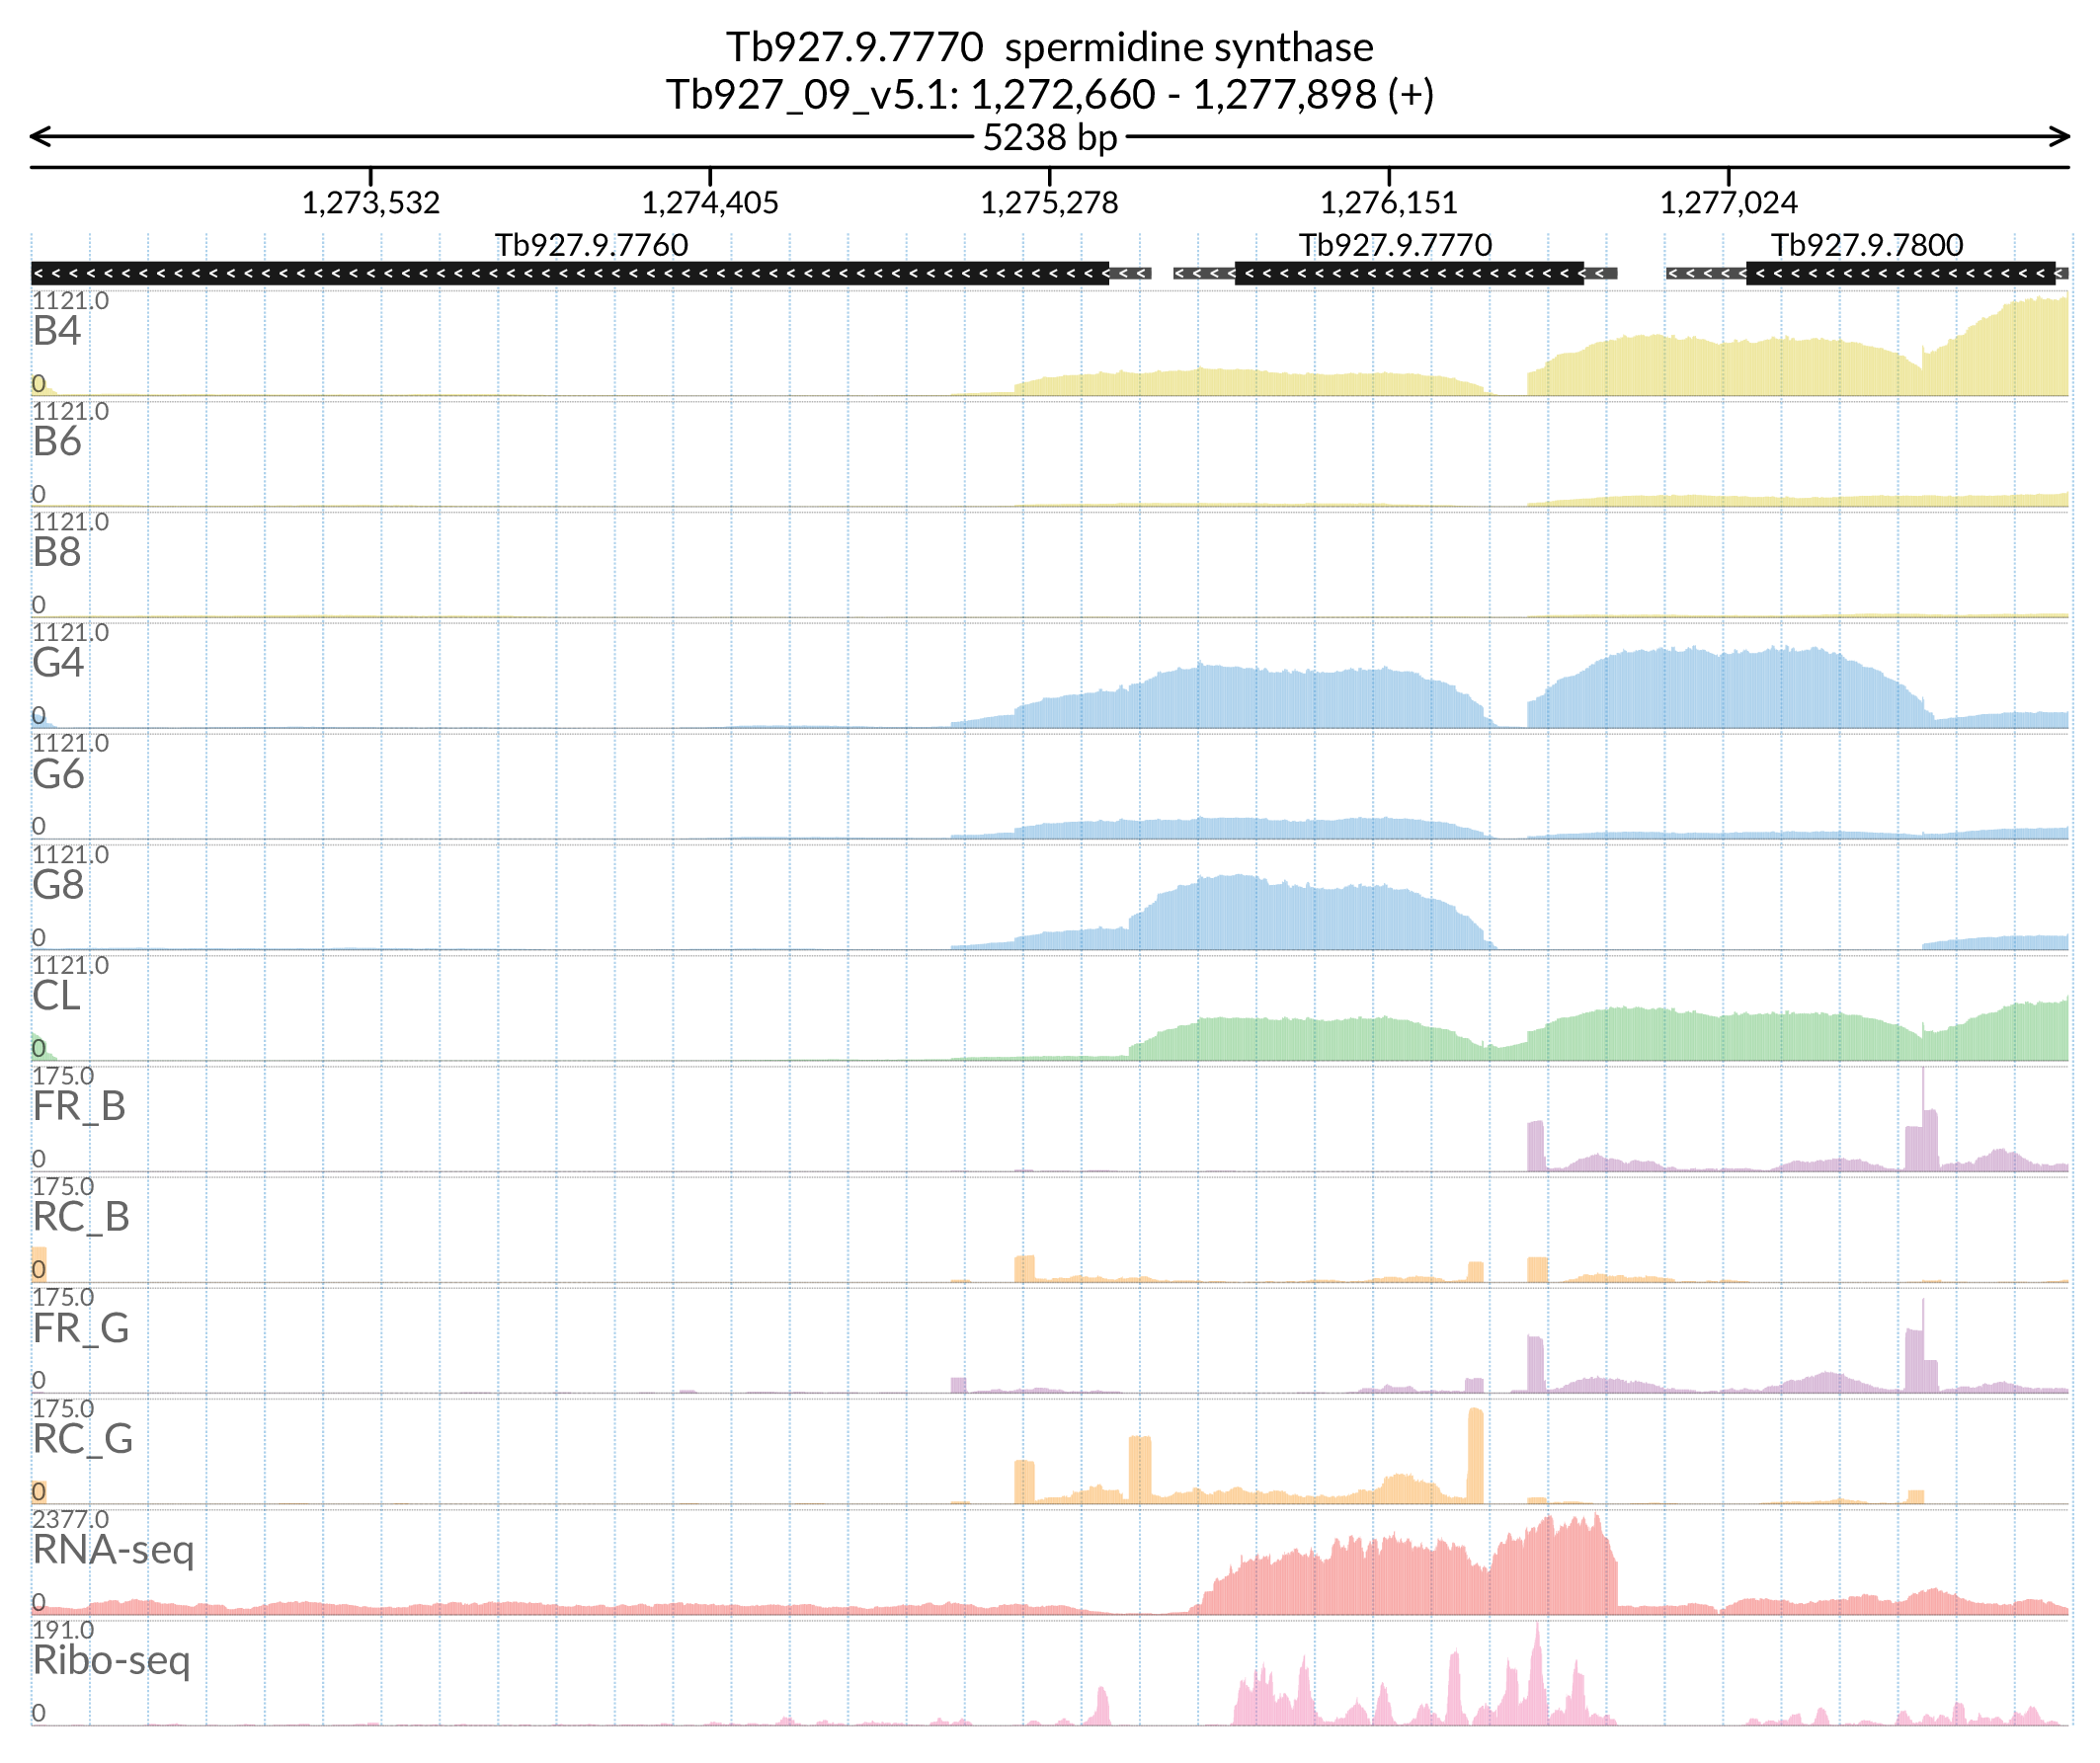 Tb927.9.7770 spermidine synthase
Tb927_09_v5.1: 1,272,660 - 1,277,898 (+)
5238 bp
1,273,532 1,274,405 1,275,278 1,276,151 1,277,024
Tb927.9.7760 Tb927.9.7770 Tb927.9.7800
1121.0
B4
0
1121.0
B6
0
1121.0
B8
0
1121.0
G4
0
1121.0
G6
0
1121.0
G8
0
1121.0
CL
0
175.0
FR_B
0
175.0
RC_B
0
175.0
FR_G
0
175.0
RC_G
0
2377.0
RNA-seq
0
191.0
Ribo-seq
0